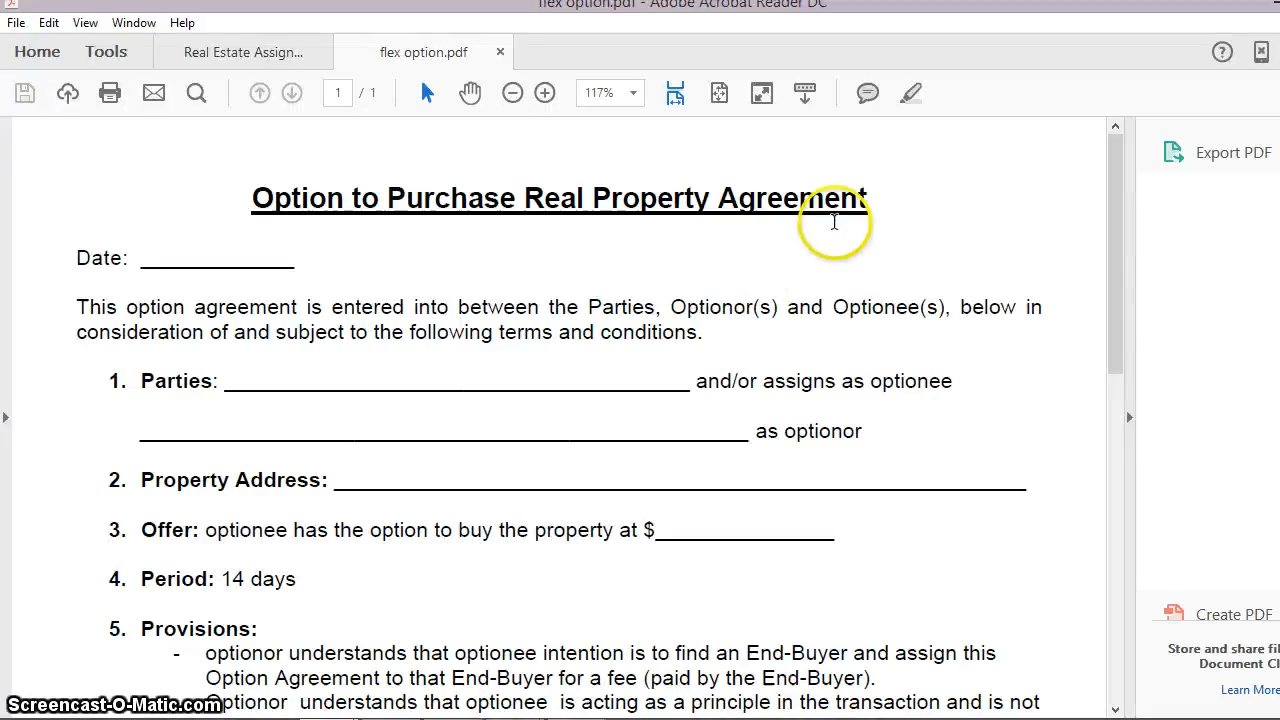 flex option.pdf - Adobe Acrobat Reader DC
File Edit View Window Help
Home Tools Real Estate Assign... flex option.pdf ×
1 / 1 117%
Export PDF
Option to Purchase Real Property Agreement
Date: ____________
This option agreement is entered into between the Parties, Optionor(s) and Optionee(s), below in
consideration of and subject to the following terms and conditions.
1. Parties: ____________ and/or assigns as optionee
____________ as optionor
2. Property Address: ____________
3. Offer: optionee has the option to buy the property at $____________
4. Period: 14 days
5. Provisions:
- optionor understands that optionee intention is to find an End-Buyer and assign this
Option Agreement to that End-Buyer for a fee (paid by the End-Buyer).
Optionor understands that optionee is acting as a principle in the transaction and is not
Create PDF
Store and share
Document
Learn More
Screencast-O-Matic.com